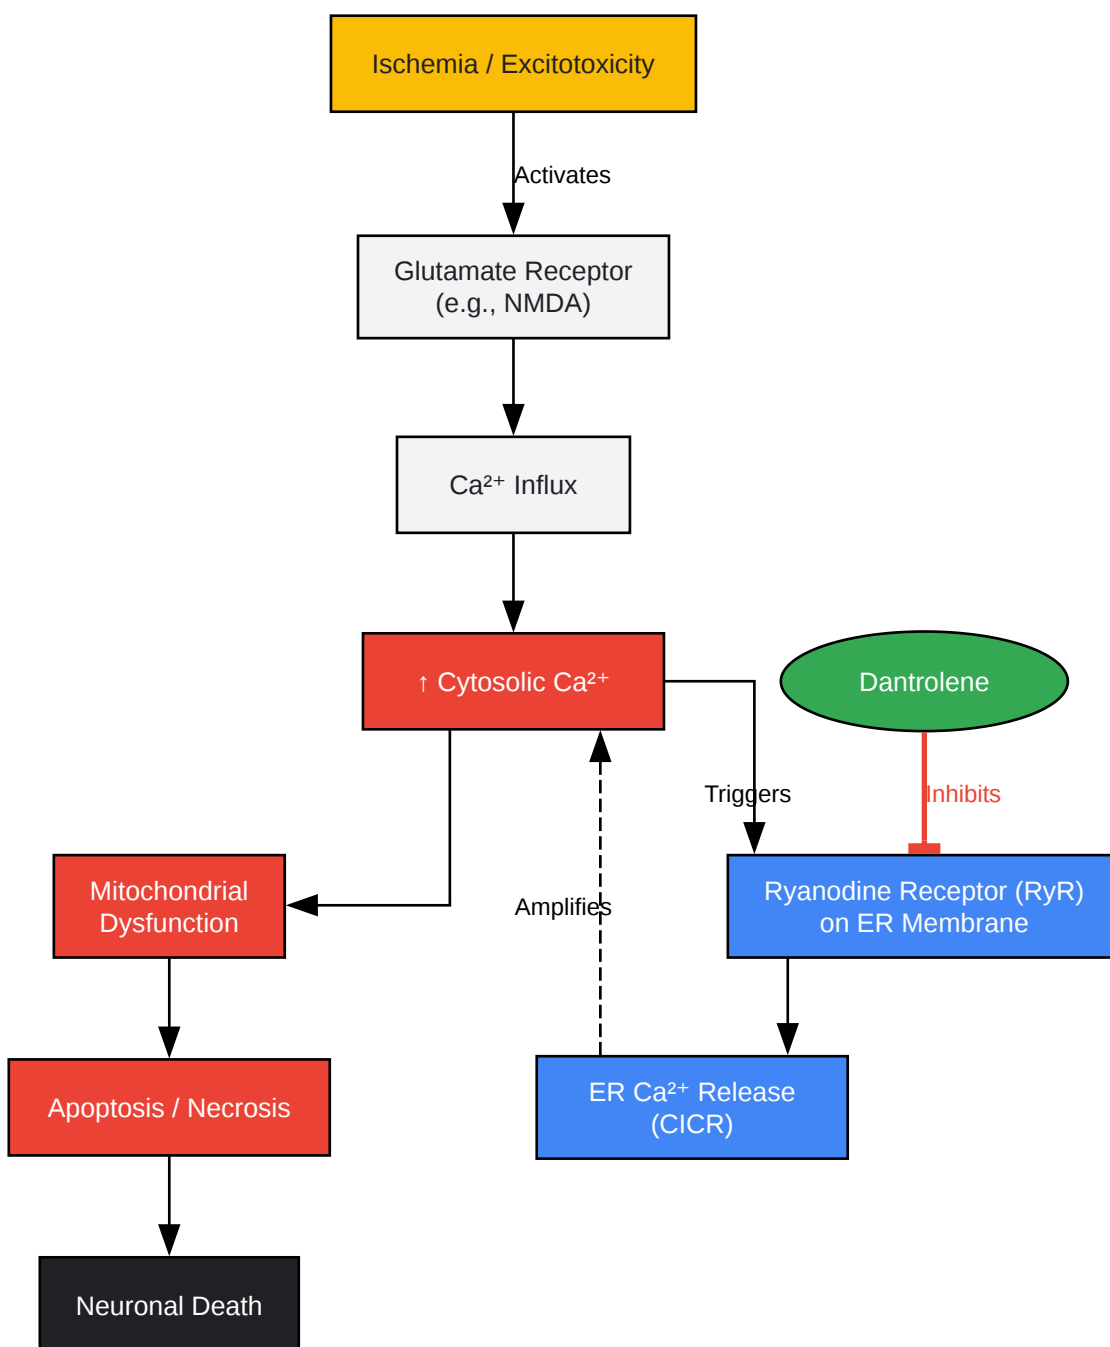 Ischemia / Excitotoxicity
Activates
Glutamate Receptor
(e.g., NMDA)
Ca²⁺ Influx
↑ Cytosolic Ca²⁺
Dantrolene
Triggers
Inhibits
Mitochondrial
Dysfunction
Amplifies
Ryanodine Receptor (RyR)
on ER Membrane
Apoptosis / Necrosis
ER Ca²⁺ Release
(CICR)
Neuronal Death